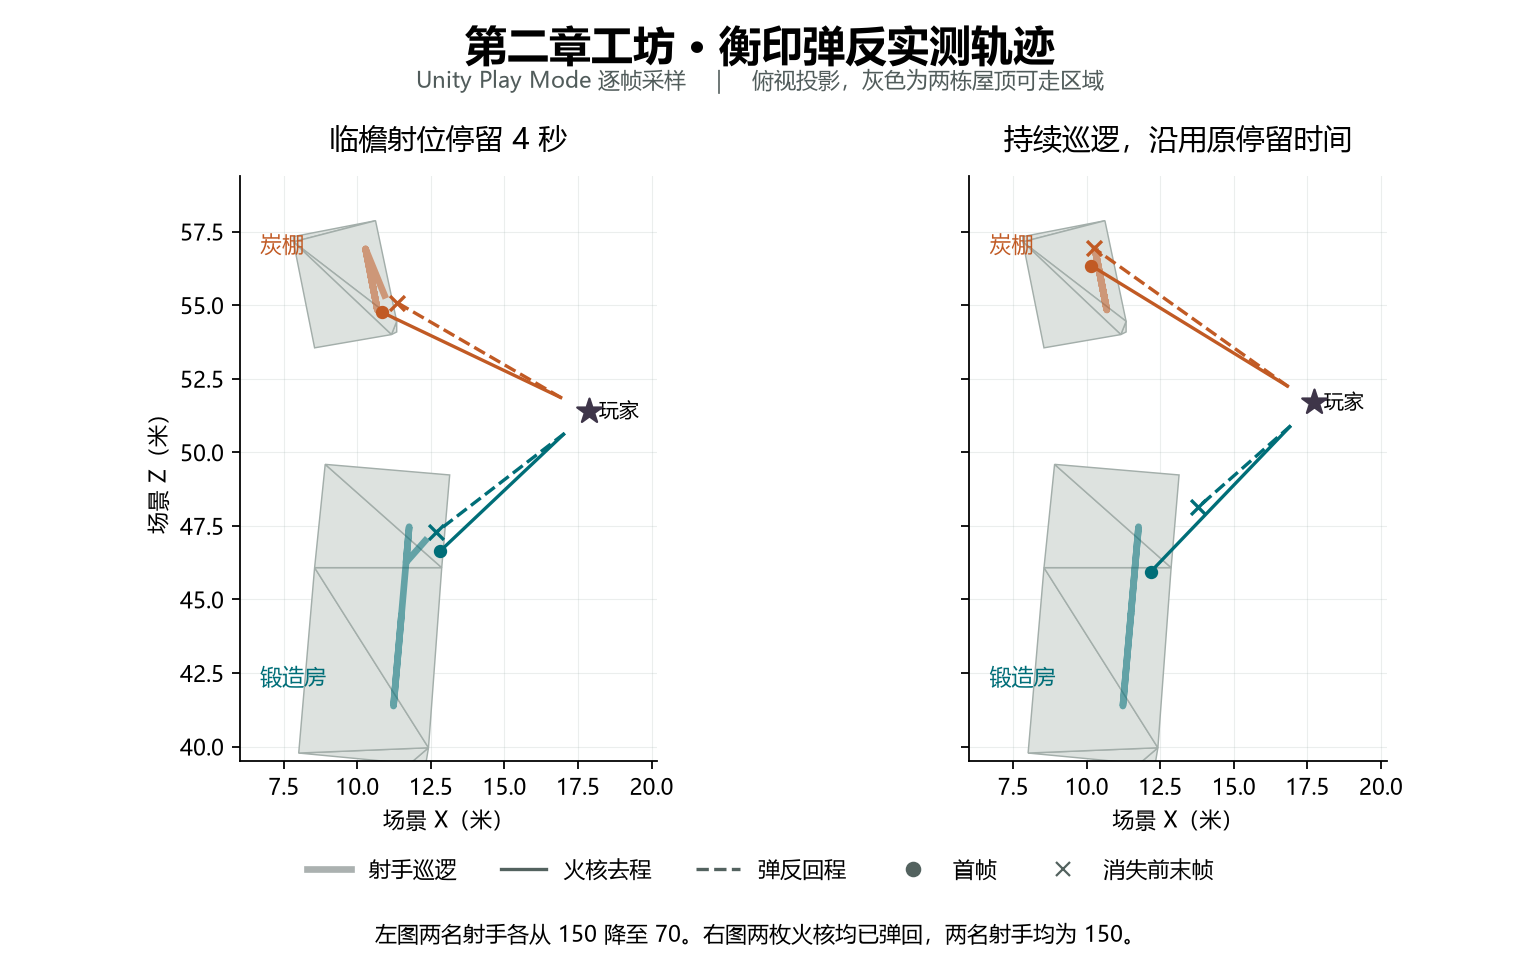 第二章工坊 · 衡印弹反实测轨迹
Unity Play Mode 逐帧采样 | 俯视投影，灰色为两栋屋顶可走区域
临檐射位停留 4 秒
持续巡逻，沿用原停留时间
场景 Z（米）
57.5
55.0
52.5
50.0
47.5
45.0
42.5
40.0
炭棚
玩家
锻造房
7.5 10.0 12.5 15.0 17.5 20.0
场景 X（米）
炭棚
玩家
锻造房
7.5 10.0 12.5 15.0 17.5 20.0
场景 X（米）
射手巡逻 火核去程 弹反回程 首帧 消失前末帧
左图两名射手各从 150 降至 70。右图两枚火核均已弹回，两名射手均为 150。